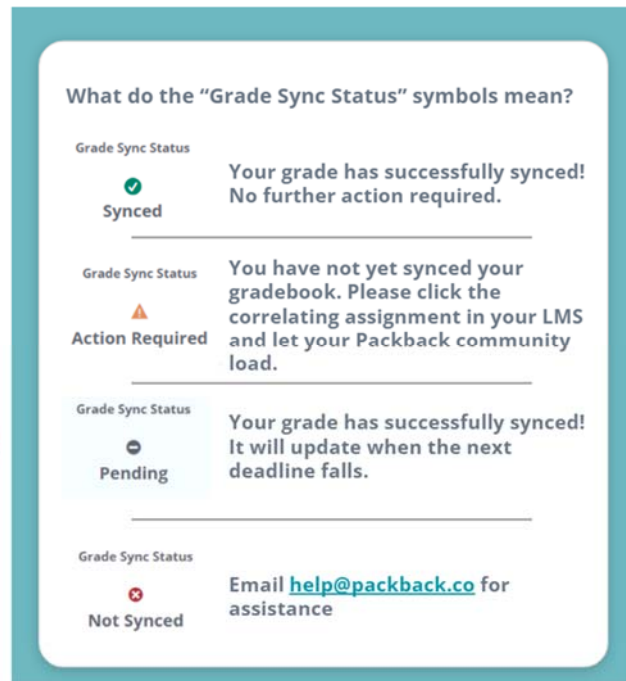 What do the “Grade Sync Status” symbols mean?
Grade Sync Status
Synced
Your grade has successfully synced!
No further action required.
Grade Sync Status
Action Required
You have not yet synced your
gradebook. Please click the
correlating assignment in your LMS
and let your Packback community
load.
Grade Sync Status
Pending
Your grade has successfully synced!
It will update when the next
deadline falls.
Grade Sync Status
Not Synced
Email help@packback.co for
assistance